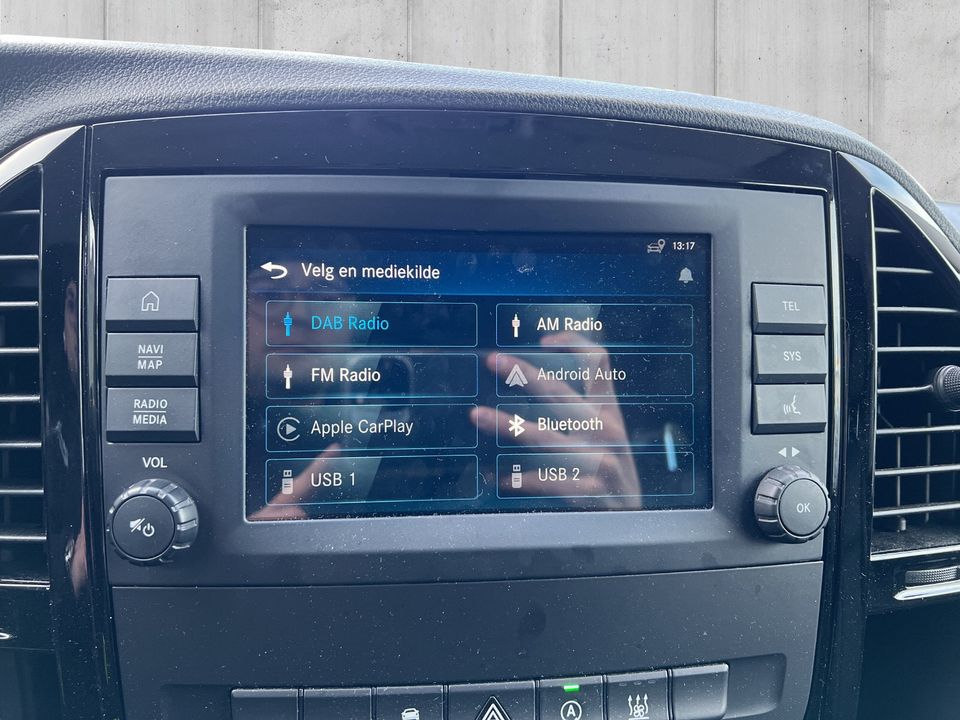 13:17
Velg en mediekilde
DAB Radio
AM Radio
FM Radio
Android Auto
Apple CarPlay
Bluetooth
USB 1
USB 2
NAVI
MAP
RADIO
MEDIA
VOL
TEL
SYS
OK
A